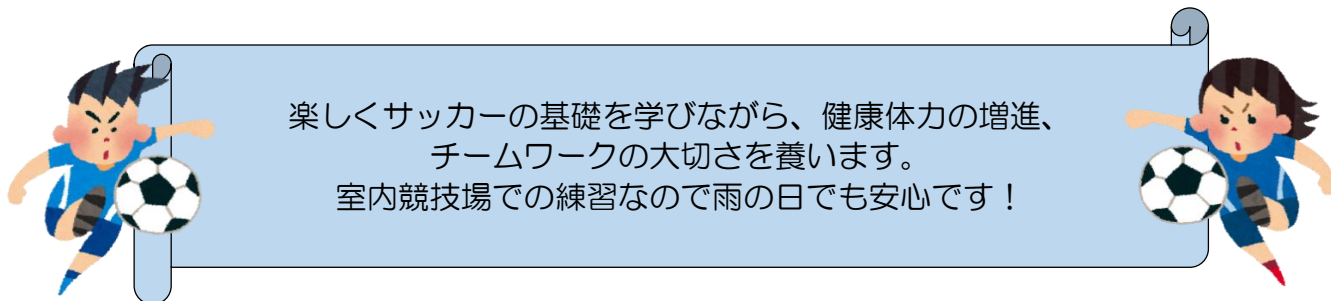 楽しくサッカーの基礎を学びながら、健康体力の増進、
チームワークの大切さを養います。
室内競技場での練習なので雨の日でも安心です！